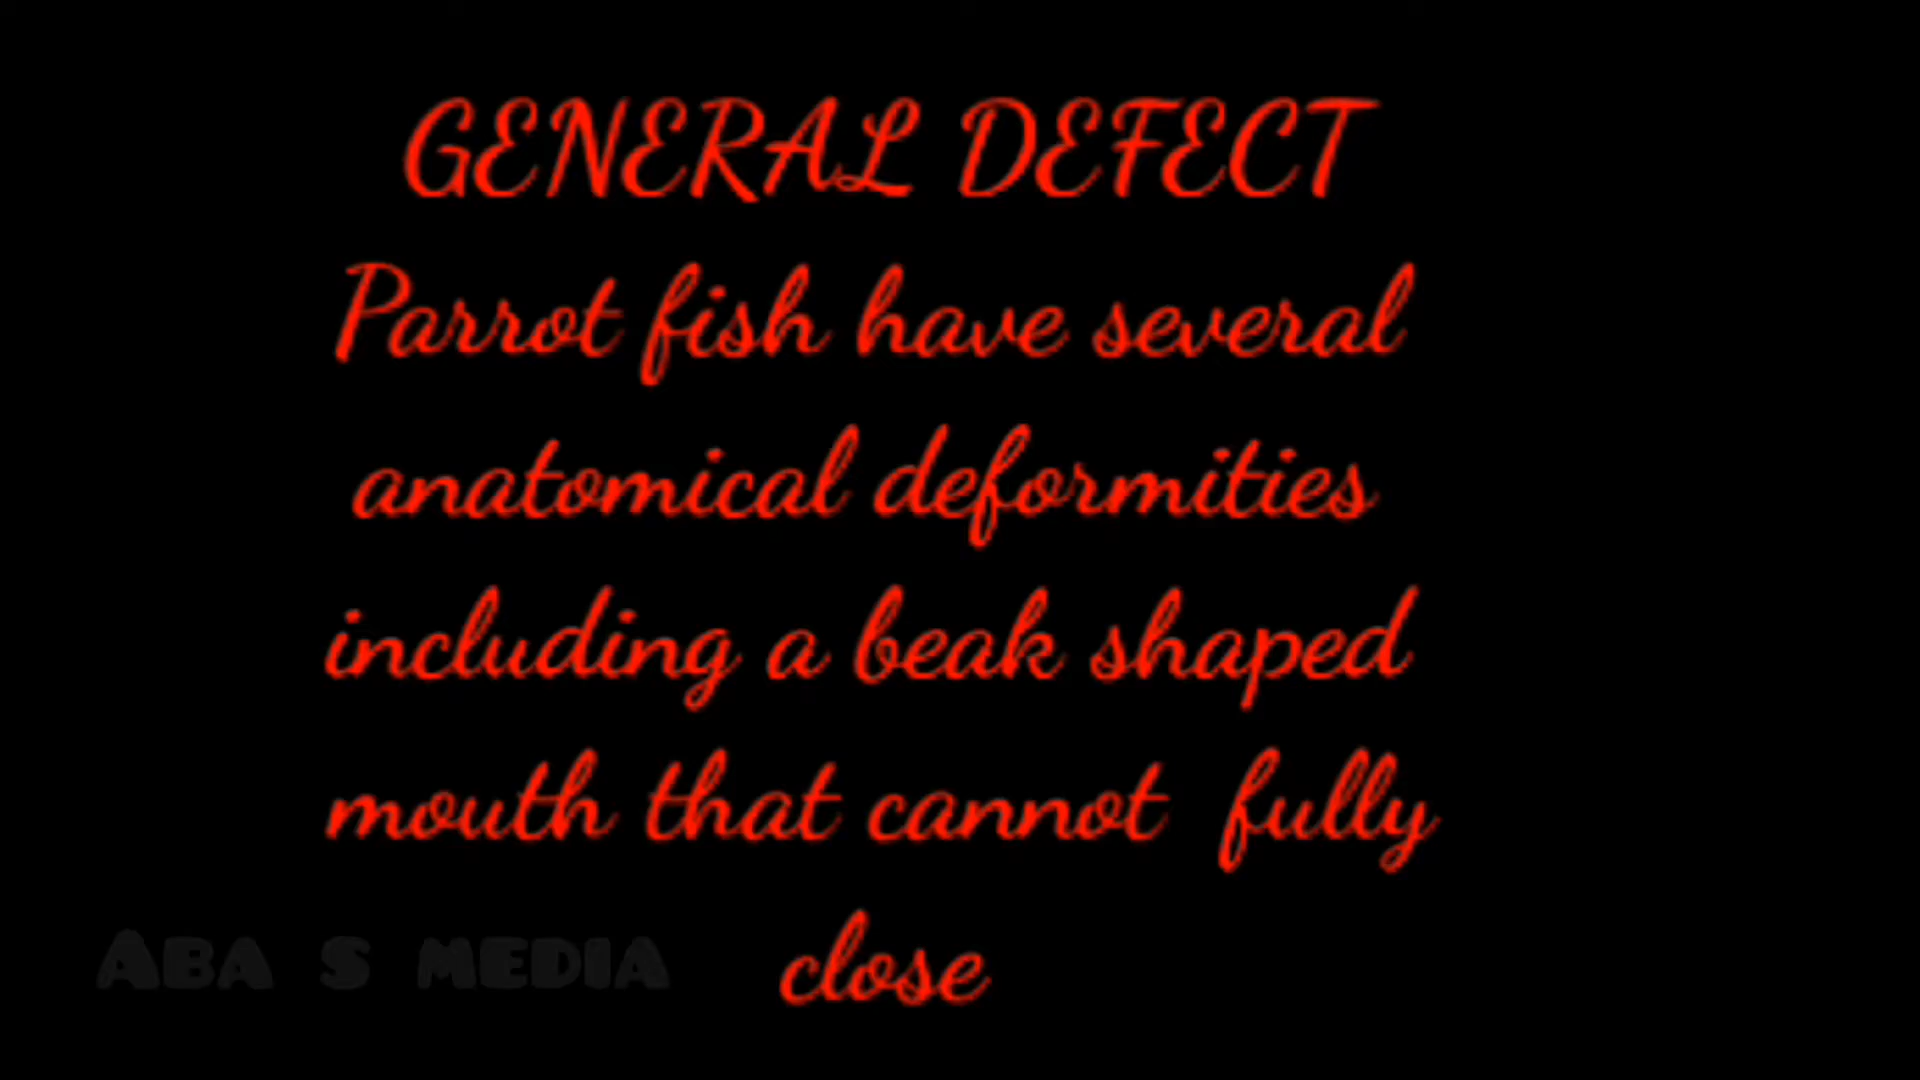 GENERAL DEFECT
Parrot fish have several
anatomical deformities
including a beak shaped
mouth that cannot fully
close
ABA S MEDIA